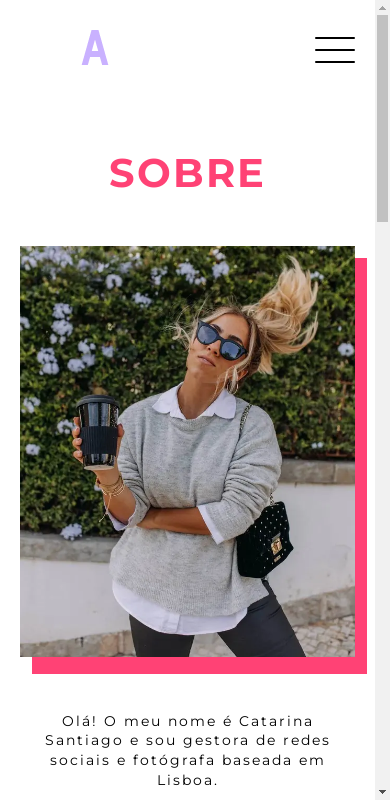 A
SOBRE
Olá! O meu nome é Catarina
Santiago e sou gestora de redes
sociais e fotógrafa baseada em
Lisboa.